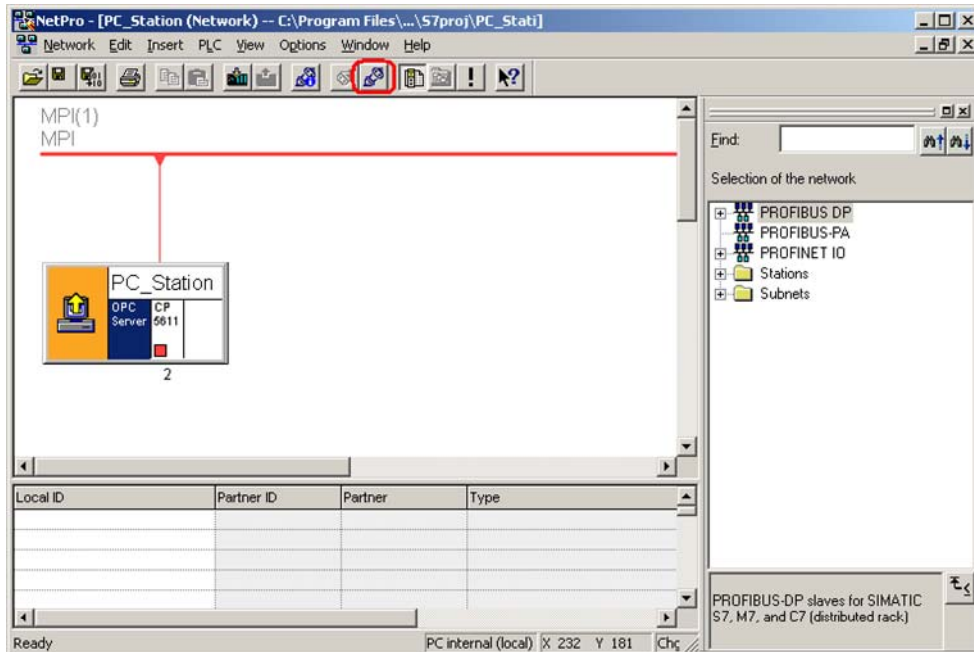 NetPro - [PC_Station (Network) -- C:\Program Files\...\S7proj\PC_Stati]
Network Edit Insert PLC View Options Window Help
MPI(1)
MPI
PC_Station
OPC Server
CP 5611
2
Find:
Selection of the network
PROFIBUS DP
PROFIBUS-PA
PROFINET IO
Stations
Subnets
Local ID Partner ID Partner Type
PROFIBUS-DP slaves for SIMATIC
S7, M7, and C7 (distributed rack)
Ready PC internal (local) X 232 Y 181 Chg